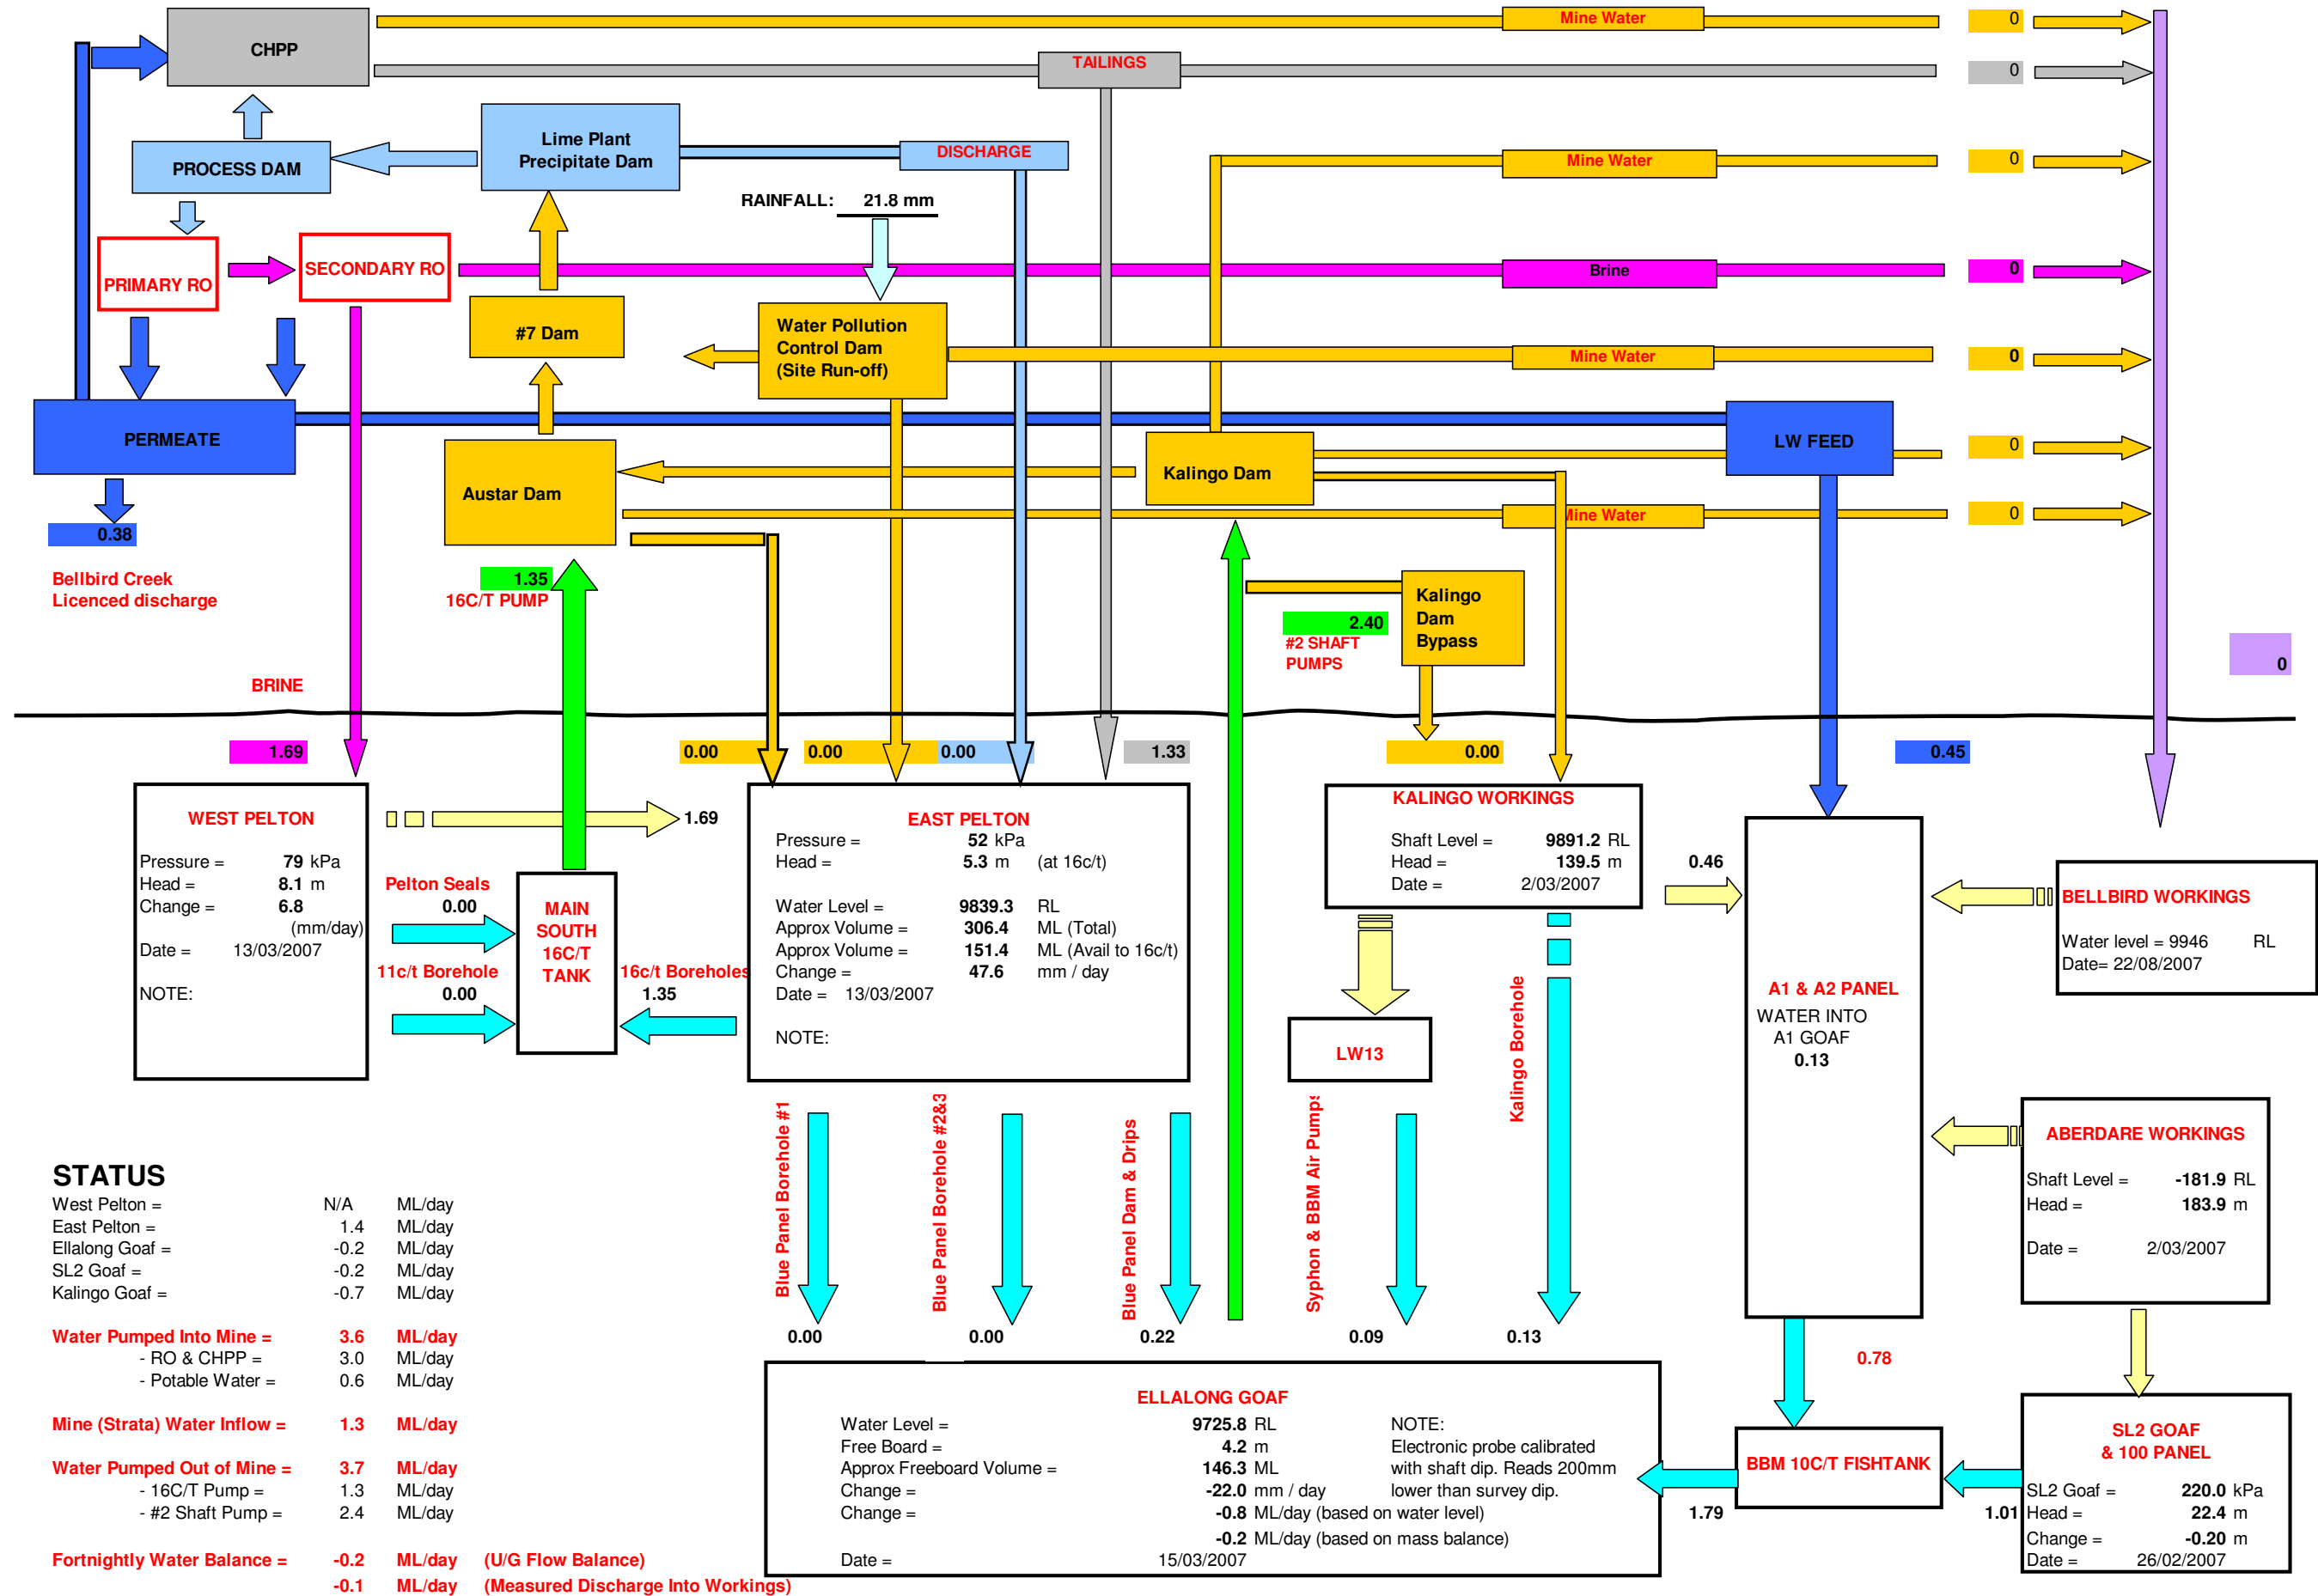 CHPP
Mine Water
0
TAILINGS
0
Lime Plant
Precipitate Dam
DISCHARGE
Mine Water
0
PROCESS DAM
RAINFALL: 21.8 mm
PRIMARY RO
SECONDARY RO
Brine
0
#7 Dam
Water Pollution
Control Dam
(Site Run-off)
Mine Water
0
PERMEATE
LW FEED
0
Austar Dam
Kalingo Dam
Mine Water
0
0.38
Bellbird Creek
Licenced discharge
1.35
16C/T PUMP
2.40
#2 SHAFT
PUMPS
Kalingo
Dam
Bypass
0
BRINE
1.69
0.00
0.00
0.00
1.33
0.00
0.45
WEST PELTON
Pressure = 79 kPa
Head = 8.1 m
Change = 6.8
(mm/day)
Date = 13/03/2007
NOTE:
1.69
Pelton Seals
0.00
11c/t Borehole
0.00
MAIN
SOUTH
16C/T
TANK
16c/t Boreholes
1.35
EAST PELTON
Pressure = 52 kPa
Head = 5.3 m (at 16c/t)
Water Level = 9839.3 RL
Approx Volume = 306.4 ML (Total)
Approx Volume = 151.4 ML (Avail to 16c/t)
Change = 47.6 mm / day
Date = 13/03/2007
NOTE:
KALINGO WORKINGS
Shaft Level = 9891.2 RL
Head = 139.5 m
Date = 2/03/2007
0.46
LW13
A1 & A2 PANEL
WATER INTO
A1 GOAF
0.13
BELLBIRD WORKINGS
Water level = 9946 RL
Date= 22/08/2007
ABERDARE WORKINGS
Shaft Level = -181.9 RL
Head = 183.9 m
Date = 2/03/2007
Blue Panel Borehole #1
Blue Panel Borehole #2&3
Blue Panel Dam & Drips
Syphon & BBM Air Pumps
Kalingo Borehole
0.00
0.00
0.22
0.09
0.13
0.78
STATUS
West Pelton = N/A ML/day
East Pelton = 1.4 ML/day
Ellalong Goaf = -0.2 ML/day
SL2 Goaf = -0.2 ML/day
Kalingo Goaf = -0.7 ML/day
Water Pumped Into Mine = 3.6 ML/day
- RO & CHPP = 3.0 ML/day
- Potable Water = 0.6 ML/day
Mine (Strata) Water Inflow = 1.3 ML/day
Water Pumped Out of Mine = 3.7 ML/day
- 16C/T Pump = 1.3 ML/day
- #2 Shaft Pump = 2.4 ML/day
Fortnightly Water Balance = -0.2 ML/day (U/G Flow Balance)
-0.1 ML/day (Measured Discharge Into Workings)
ELLALONG GOAF
Water Level = 9725.8 RL
Free Board = 4.2 m
Approx Freeboard Volume = 146.3 ML
Change = -22.0 mm / day
Change = -0.8 ML/day (based on water level)
-0.2 ML/day (based on mass balance)
Date = 15/03/2007
NOTE:
Electronic probe calibrated
with shaft dip. Reads 200mm
lower than survey dip.
1.79
BBM 10C/T FISHTANK
1.01
SL2 GOAF
& 100 PANEL
SL2 Goaf = 220.0 kPa
Head = 22.4 m
Change = -0.20 m
Date = 26/02/2007